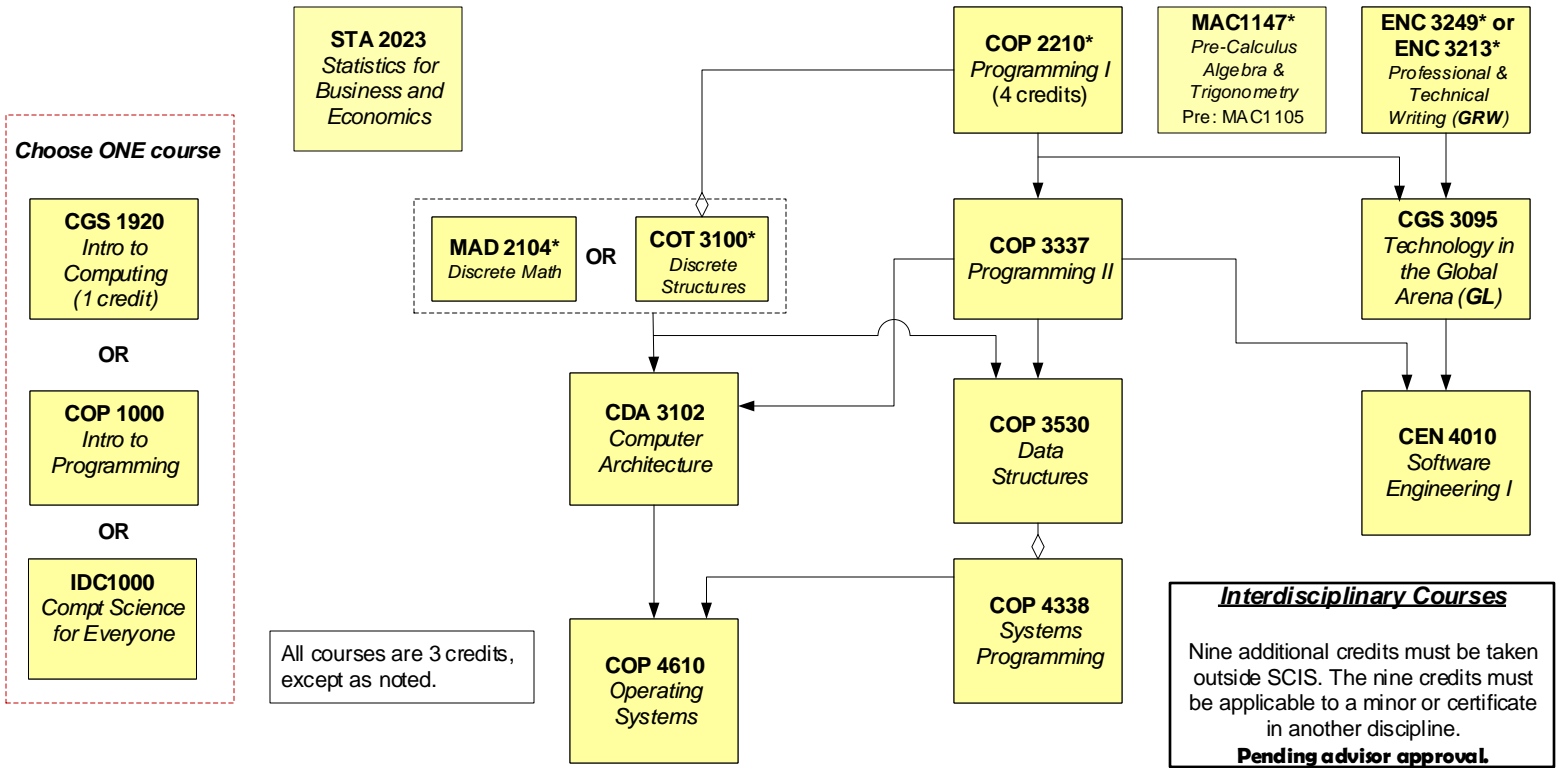 STA 2023
Statistics for
Business and
Economics
COP 2210*
Programming I
(4 credits)
MAC1147*
Pre-Calculus
Algebra &
Trigonometry
Pre: MAC1105
ENC 3249* or
ENC 3213*
Professional &
Technical
Writing (GRW)
Choose ONE course
CGS 1920
Intro to
Computing
(1 credit)
OR
COP 1000
Intro to
Programming
OR
IDC1000
Compt Science
for Everyone
MAD 2104*
Discrete Math
OR
COT 3100*
Discrete
Structures
COP 3337
Programming II
CGS 3095
Technology in
the Global
Arena (GL)
CDA 3102
Computer
Architecture
COP 3530
Data
Structures
CEN 4010
Software
Engineering I
All courses are 3 credits,
except as noted.
COP 4610
Operating
Systems
COP 4338
Systems
Programming
Interdisciplinary Courses
Nine additional credits must be taken
outside SCIS. The nine credits must
be applicable to a minor or certificate
in another discipline.
Pending advisor approval.